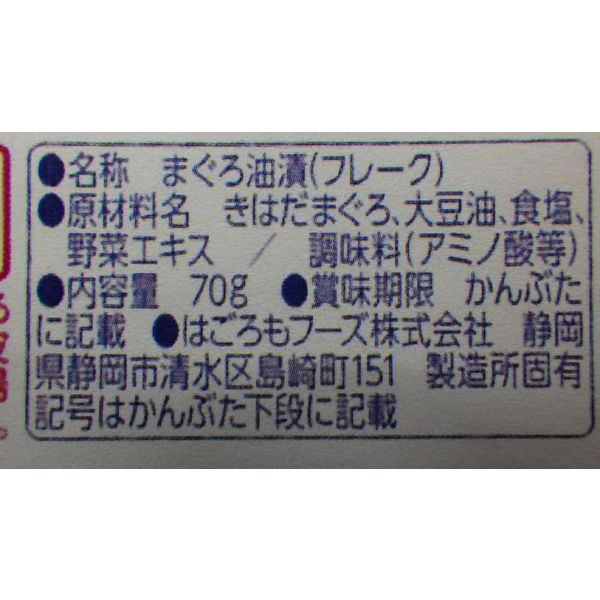 ●名称　まぐろ油漬(フレーク)
●原材料名　きはだまぐろ、大豆油、食塩、
野菜エキス／調味料(アミノ酸等)
●内容量　70g　●賞味期限　かんぶた
に記載　●はごろもフーズ株式会社　静岡
県静岡市清水区島崎町151　製造所固有
記号はかんぶた下段に記載